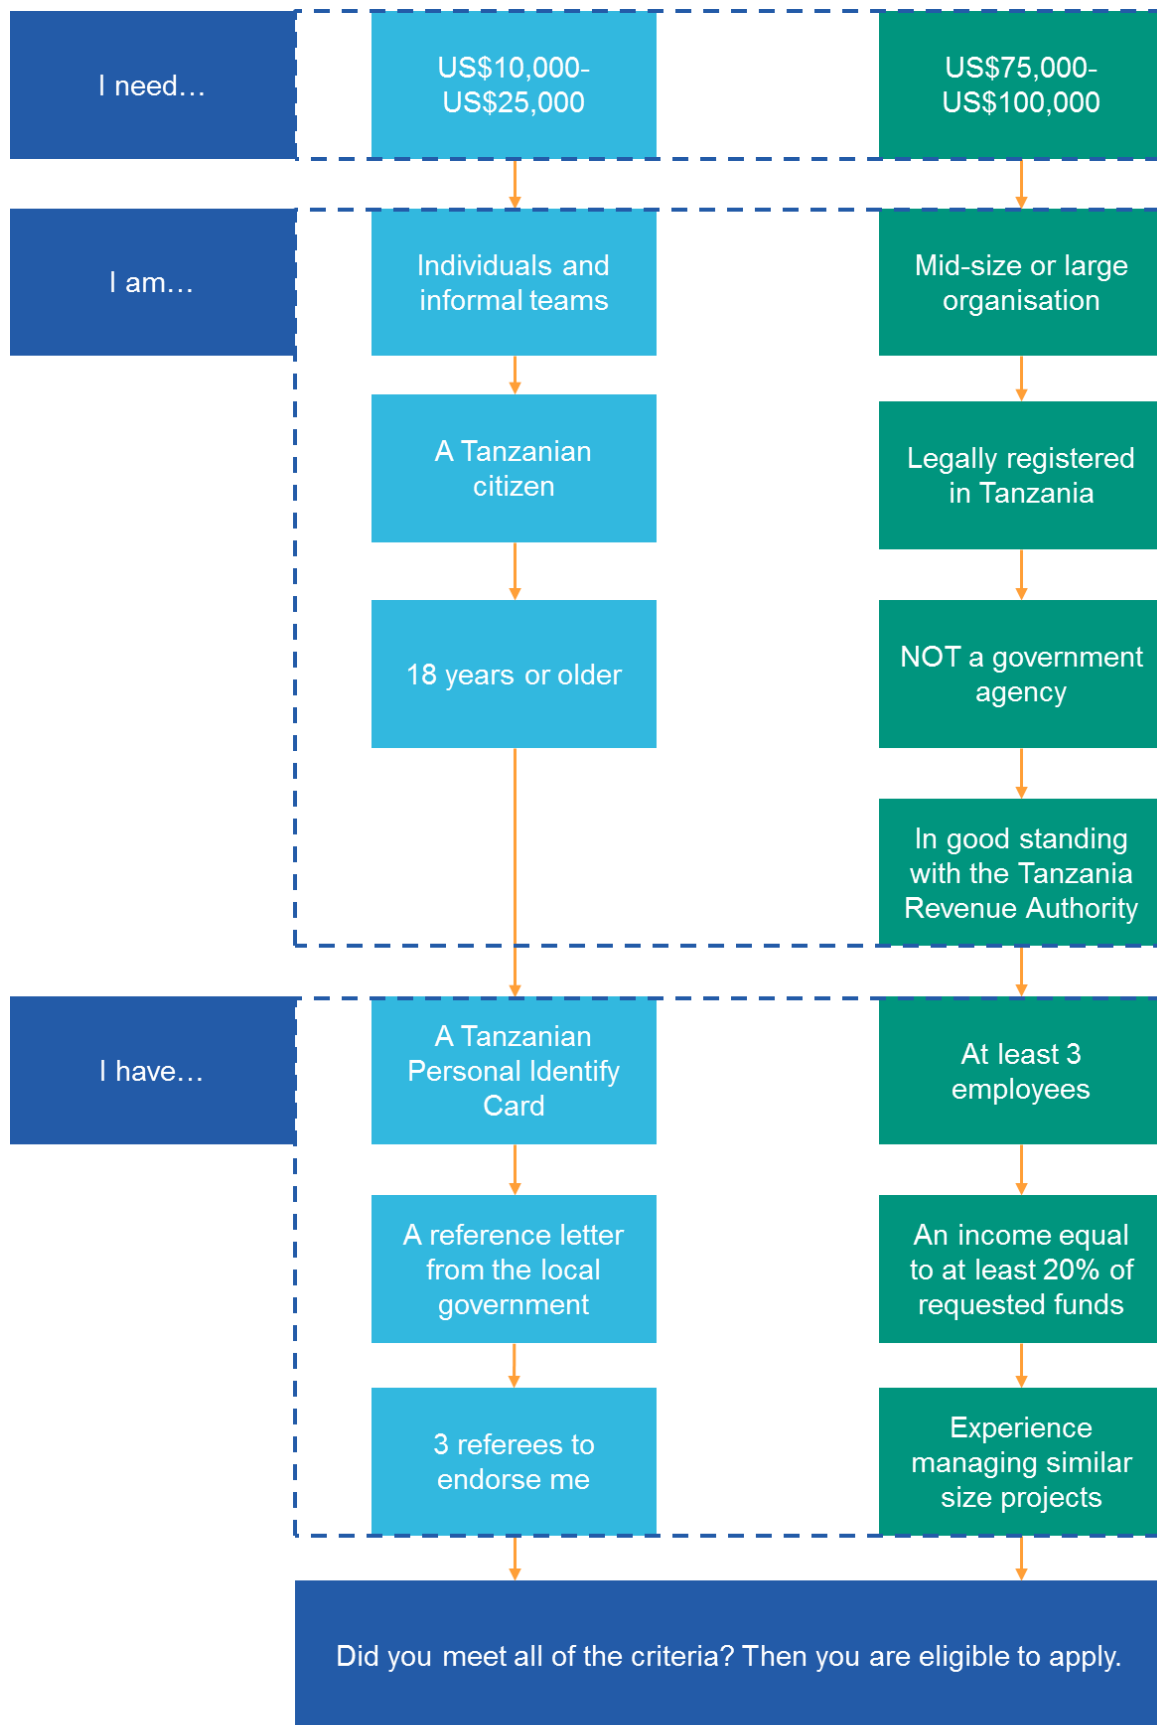 I need…
US$10,000-
US$25,000
US$75,000-
US$100,000
I am…
Individuals and
informal teams
Mid-size or large
organisation
A Tanzanian
citizen
Legally registered
in Tanzania
18 years or older
NOT a government
agency
In good standing
with the Tanzania
Revenue Authority
I have…
A Tanzanian
Personal Identify
Card
At least 3
employees
A reference letter
from the local
government
An income equal
to at least 20% of
requested funds
3 referees to
endorse me
Experience
managing similar
size projects
Did you meet all of the criteria? Then you are eligible to apply.